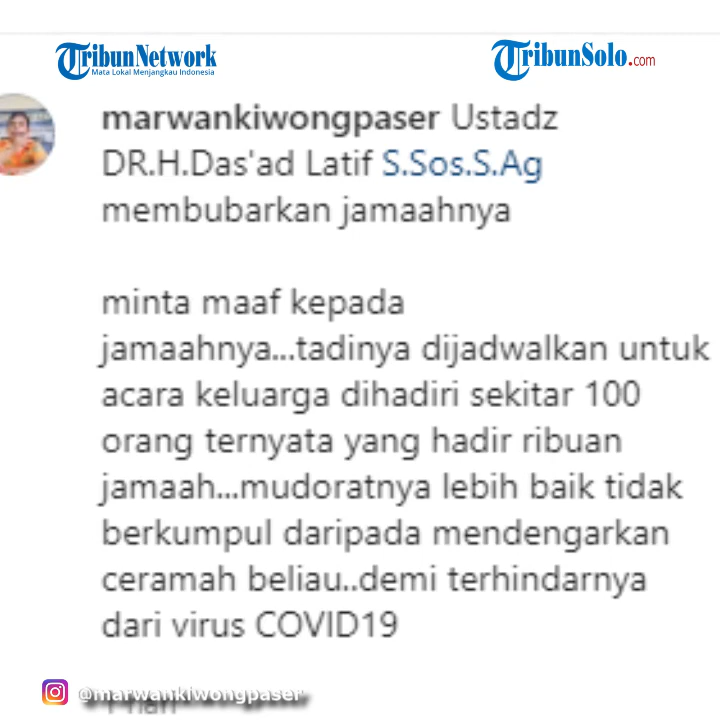 TribunNetwork
Mata Lokal Menjangkau Indonesia
TribunSolo.com
marwankiwongpaser Ustadz
DR.H.Das'ad Latif S.Sos.S.Ag
membubarkan jamaahnya
minta maaf kepada
jamaahnya...tadinya dijadwalkan untuk
acara keluarga dihadiri sekitar 100
orang ternyata yang hadir ribuan
jamaah...mudoratnya lebih baik tidak
berkumpul daripada mendengarkan
ceramah beliau..demi terhindarnya
dari virus COVID19
@marwankiwongpaser